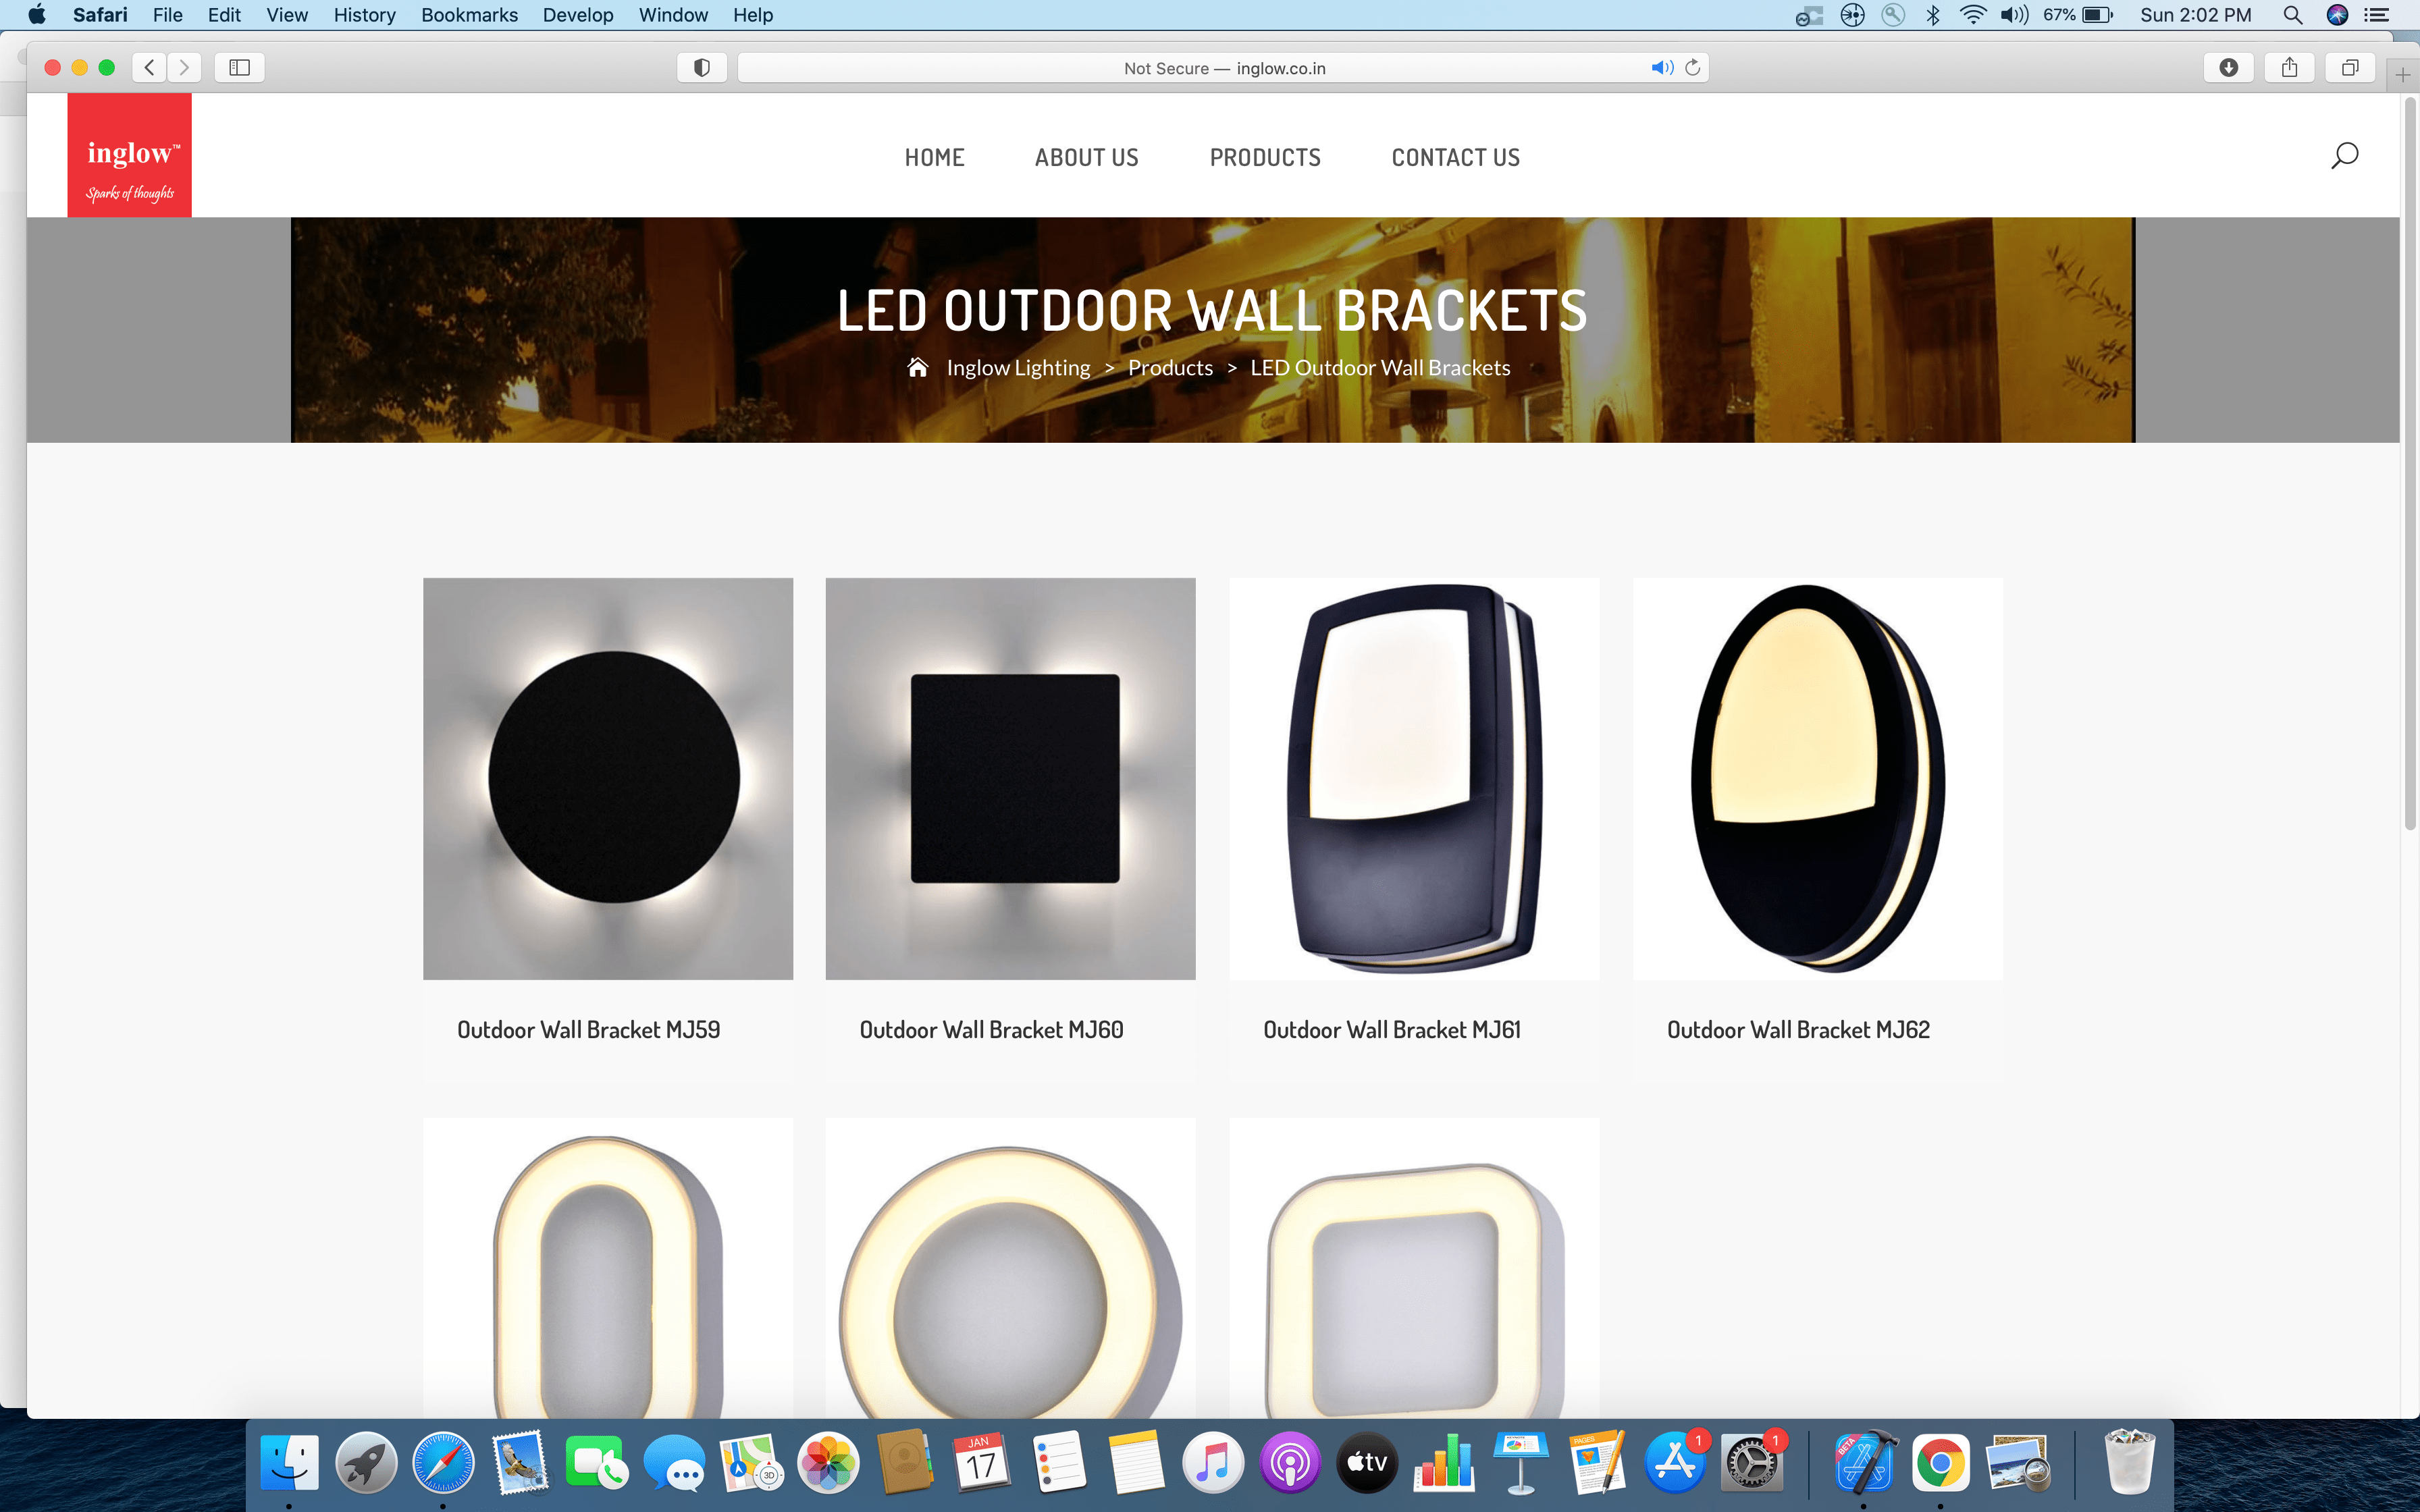 Safari File Edit View History Bookmarks Develop Window Help
67% Sun 2:02 PM
Not Secure — inglow.co.in
inglow™
Sparks of thoughts
HOME ABOUT US PRODUCTS CONTACT US
LED OUTDOOR WALL BRACKETS
Inglow Lighting > Products > LED Outdoor Wall Brackets
Outdoor Wall Bracket MJ59
Outdoor Wall Bracket MJ60
Outdoor Wall Bracket MJ61
Outdoor Wall Bracket MJ62
3D
JAN
17
tv
PAGES
1
1
BETA